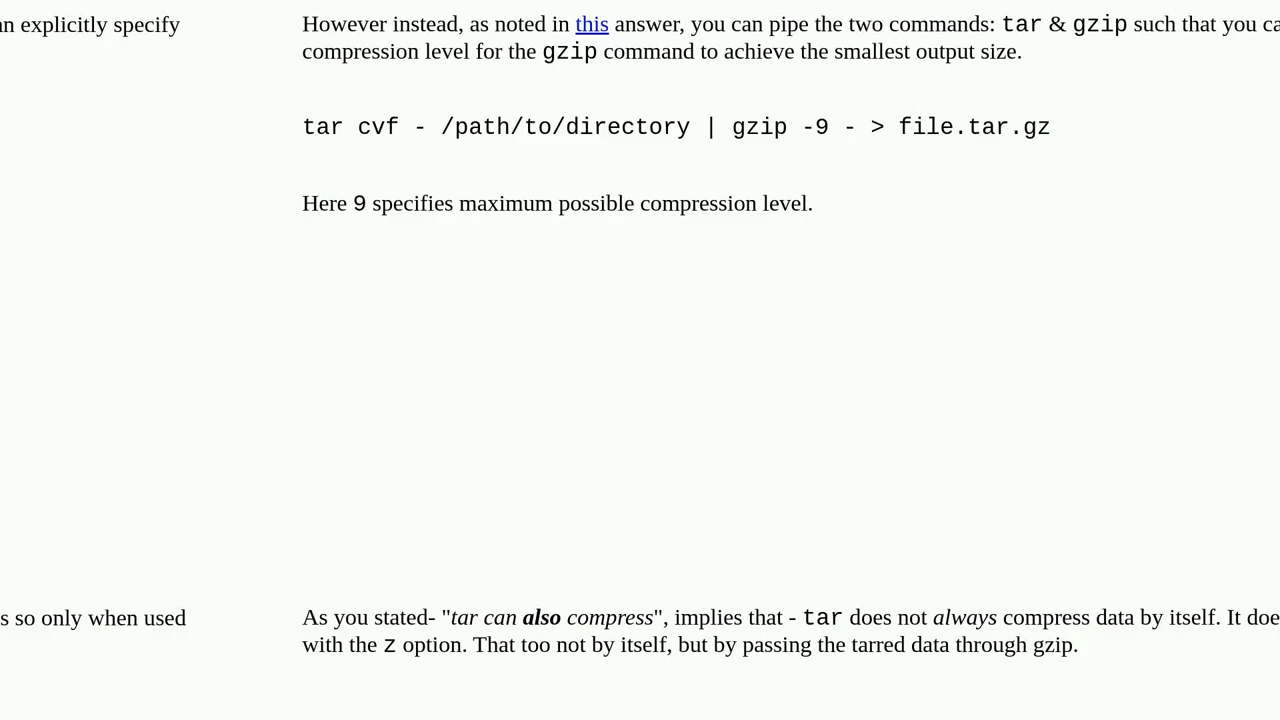 an explicitly specify
However instead, as noted in this answer, you can pipe the two commands: tar & gzip such that you ca
compression level for the gzip command to achieve the smallest output size.
tar cvf - /path/to/directory | gzip -9 - > file.tar.gz
Here 9 specifies maximum possible compression level.
s so only when used
As you stated- "tar can also compress", implies that - tar does not always compress data by itself. It doe
with the z option. That too not by itself, but by passing the tarred data through gzip.